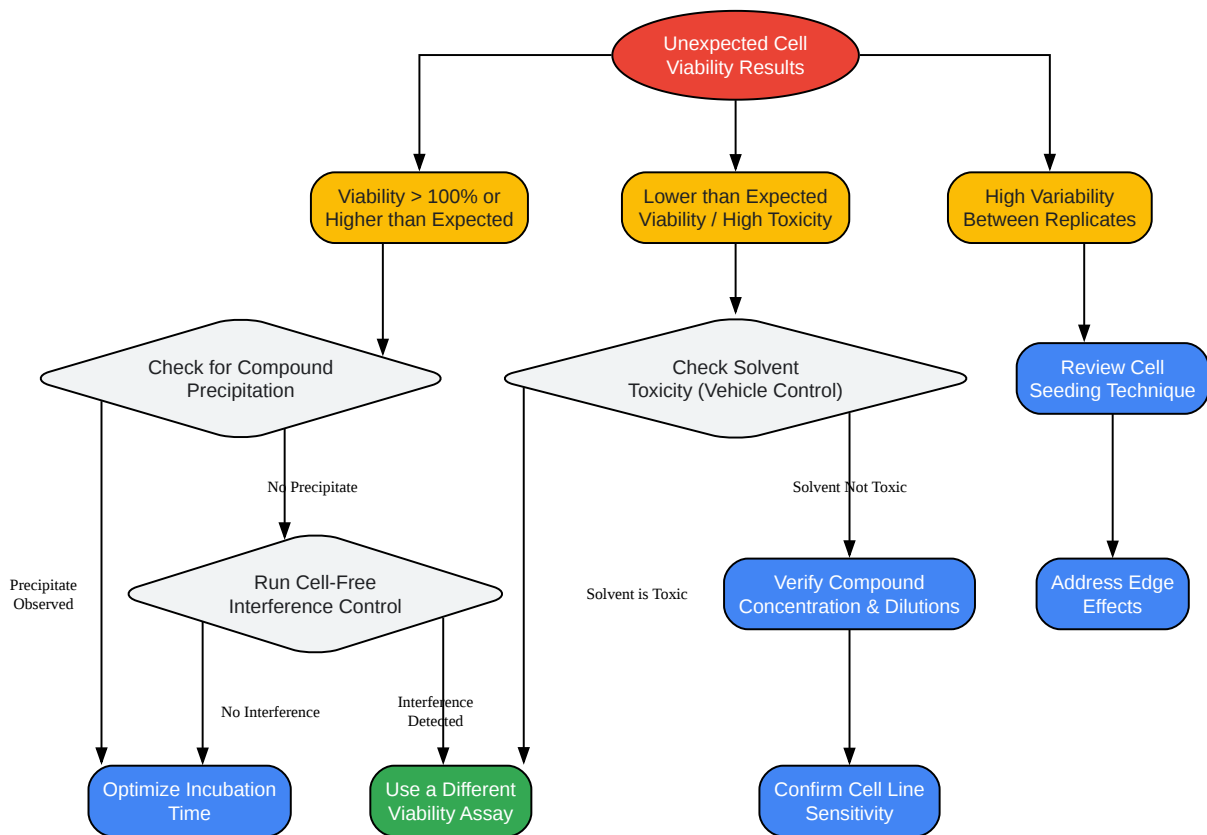 Unexpected Cell
Viability Results
Viability > 100% or
Higher than Expected
Lower than Expected
Viability / High Toxicity
High Variability
Between Replicates
Check for Compound
Precipitation
Check Solvent
Toxicity (Vehicle Control)
Review Cell
Seeding Technique
No Precipitate
Solvent Not Toxic
Precipitate
Observed
Run Cell-Free
Interference Control
Solvent is Toxic
Verify Compound
Concentration & Dilutions
Address Edge
Effects
No Interference
Interference
Detected
Optimize Incubation
Time
Use a Different
Viability Assay
Confirm Cell Line
Sensitivity